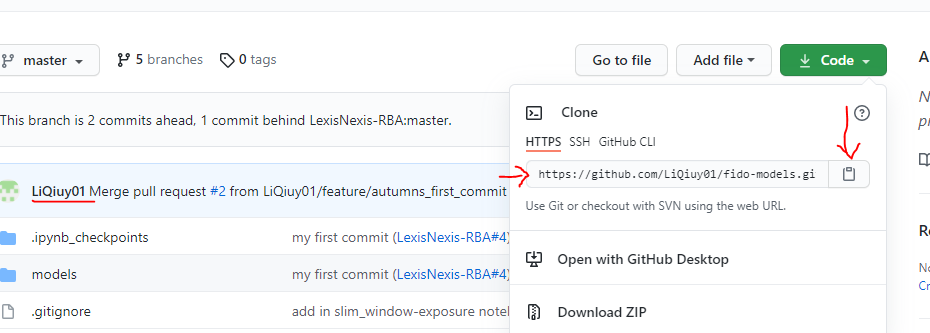 master 5 branches 0 tags Go to file Add file Code
This branch is 2 commits ahead, 1 commit behind LexisNexis-RBA:master.
Clone
HTTPS SSH GitHub CLI
https://github.com/LiQiuy01/fido-models.gi
Use Git or checkout with SVN using the web URL.
Open with GitHub Desktop
Download ZIP
LiQiuy01 Merge pull request #2 from LiQiuy01/feature/autumns_first_commit
.ipynb_checkpoints my first commit (LexisNexis-RBA#4)
models my first commit (LexisNexis-RBA#4)
.gitignore add in slim_window-exposure
A
N
Re
No
Cr